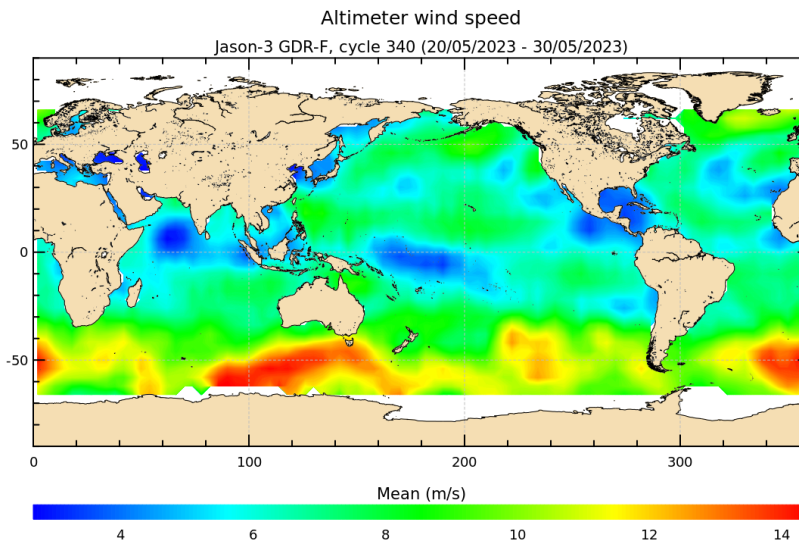 Altimeter wind speed
Jason-3 GDR-F, cycle 340 (20/05/2023 - 30/05/2023)
50
0
-50
0 100 200 300
Mean (m/s)
4 6 8 10 12 14